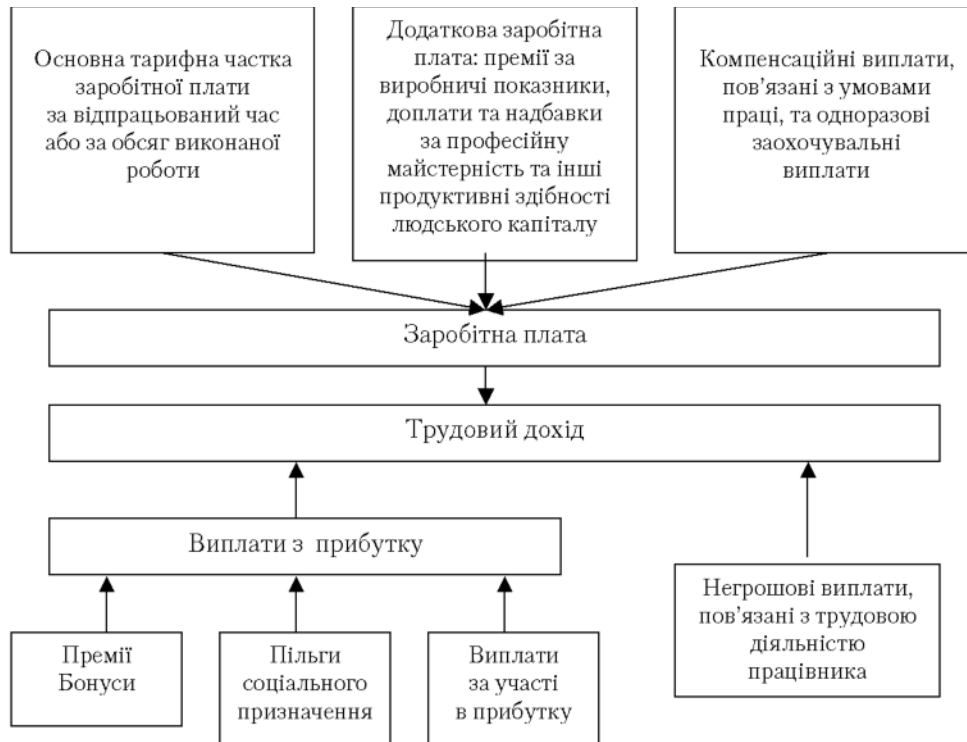 Основна тарифна частка
заробітної плати
за відпрацьований час
або за обсяг виконаної
роботи
Додаткова заробітна
плата: премії за
виробничі показники,
доплати та надбавки
за професійну
майстерність та інші
продуктивні здібності
людського капіталу
Компенсаційні виплати,
пов’язані з умовами
праці, та одноразові
заохочувальні
виплати
Заробітна плата
Трудовий дохід
Виплати з прибутку
Негрошові виплати,
пов’язані з трудовою
діяльністю
працівника
Премії
Бонуси
Пільги
соціального
призначення
Виплати
за участі
в прибутку